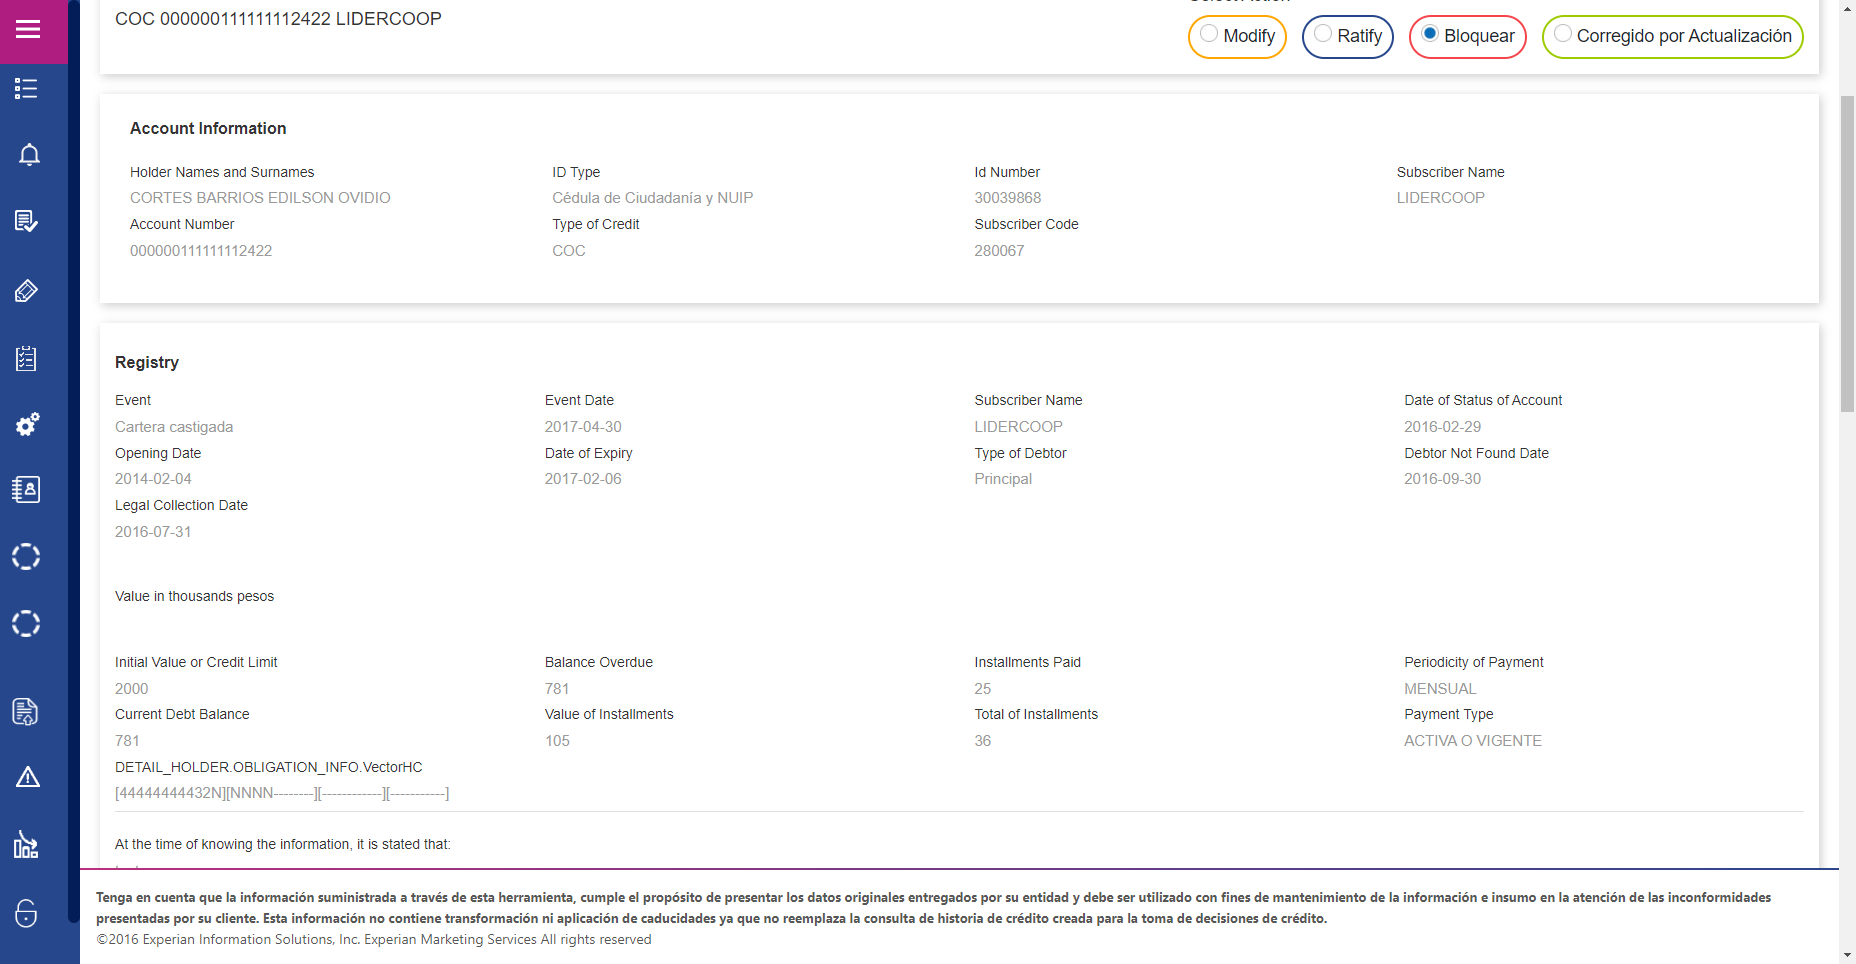 COC 000000111111112422 LIDERCOOP
Modify Ratify Bloquear Corregido por Actualización
Account Information
Holder Names and Surnames ID Type Id Number Subscriber Name
CORTES BARRIOS EDILSON OVIDIO Cédula de Ciudadanía y NUIP 30039868 LIDERCOOP
Account Number Type of Credit Subscriber Code
000000111111112422 COC 280067
Registry
Event Event Date Subscriber Name Date of Status of Account
Cartera castigada 2017-04-30 LIDERCOOP 2016-02-29
Opening Date Date of Expiry Type of Debtor Debtor Not Found Date
2014-02-04 2017-02-06 Principal 2016-09-30
Legal Collection Date
2016-07-31
Value in thousands pesos
Initial Value or Credit Limit Balance Overdue Installments Paid Periodicity of Payment
2000 781 25 MENSUAL
Current Debt Balance Value of Installments Total of Installments Payment Type
781 105 36 ACTIVA O VIGENTE
DETAIL_HOLDER.OBLIGATION_INFO.VectorHC
[44444444432N][NNNN--------][------------][-----------]
At the time of knowing the information, it is stated that:
Tenga en cuenta que la información suministrada a través de esta herramienta, cumple el propósito de presentar los datos originales entregados por su entidad y debe ser utilizado con fines de mantenimiento de la información e insumo en la atención de las inconformidades
presentadas por su cliente. Esta información no contiene transformación ni aplicación de caducidades ya que no reemplaza la consulta de historia de crédito creada para la toma de decisiones de crédito.
©2016 Experian Information Solutions, Inc. Experian Marketing Services All rights reserved